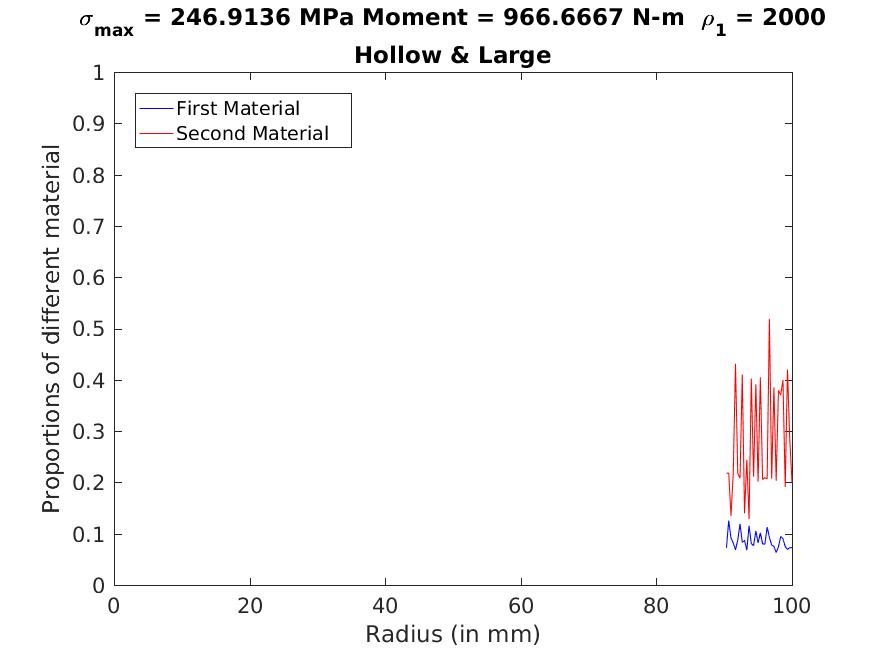 σmax = 246.9136 MPa Moment = 966.6667 N-m ρ1 = 2000
Hollow & Large
First Material
Second Material
1
0.9
0.8
0.7
0.6
0.5
0.4
0.3
0.2
0.1
0
Proportions of different material
0 20 40 60 80 100
Radius (in mm)